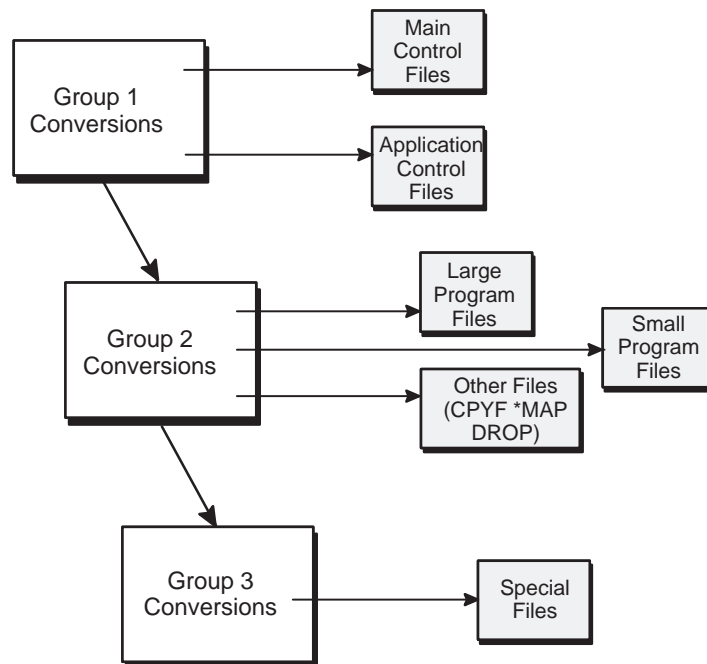 Main
Control
Files
Group 1
Conversions
Application
Control
Files
Large
Program
Files
Group 2
Conversions
Small
Program
Files
Other Files
(CPYF *MAP
DROP)
Group 3
Conversions
Special
Files